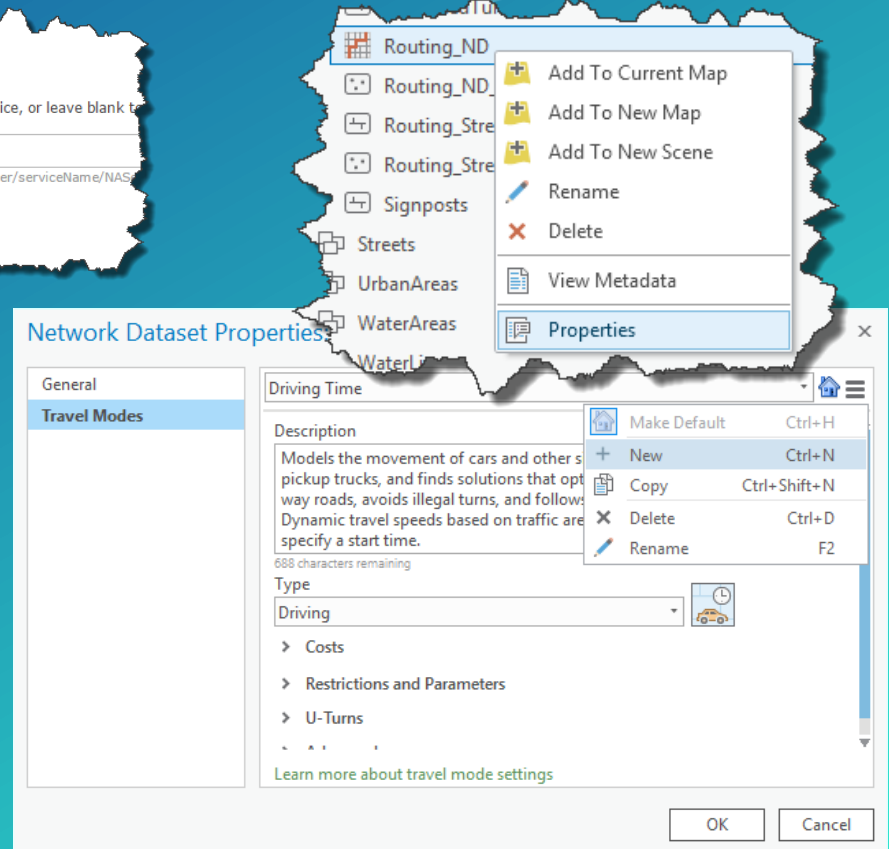 Routing_ND
Routing_ND_
Routing_Stre
Routing_Stre
Signposts
Streets
UrbanAreas
WaterAreas
WaterLi
Add To Current Map
Add To New Map
Add To New Scene
Rename
Delete
View Metadata
Properties
ice, or leave blank t
er/serviceName/NAS
Network Dataset Properties
General
Travel Modes
Driving Time
Make Default Ctrl+H
New Ctrl+N
Copy Ctrl+Shift+N
Delete Ctrl+D
Rename F2
Description
Models the movement of cars and other s
pickup trucks, and finds solutions that opt
way roads, avoids illegal turns, and follows
Dynamic travel speeds based on traffic are
specify a start time.
688 characters remaining
Type
Driving
Costs
Restrictions and Parameters
U-Turns
Learn more about travel mode settings
OK Cancel